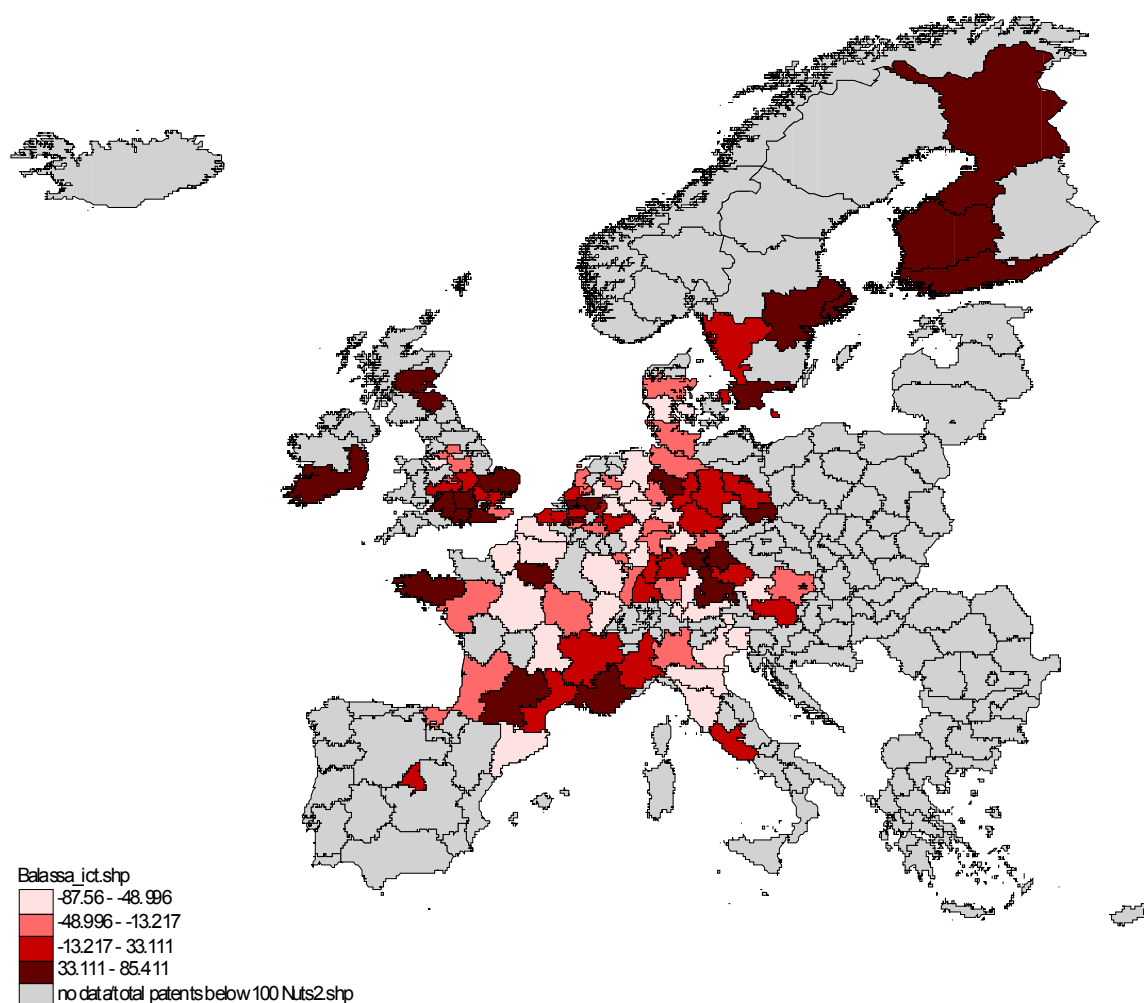 Balassa_ict.shp
-87.56 - -48.996
-48.996 - -13.217
-13.217 - 33.111
33.111 - 85.411
no data/total patents below 100 Nuts2.shp